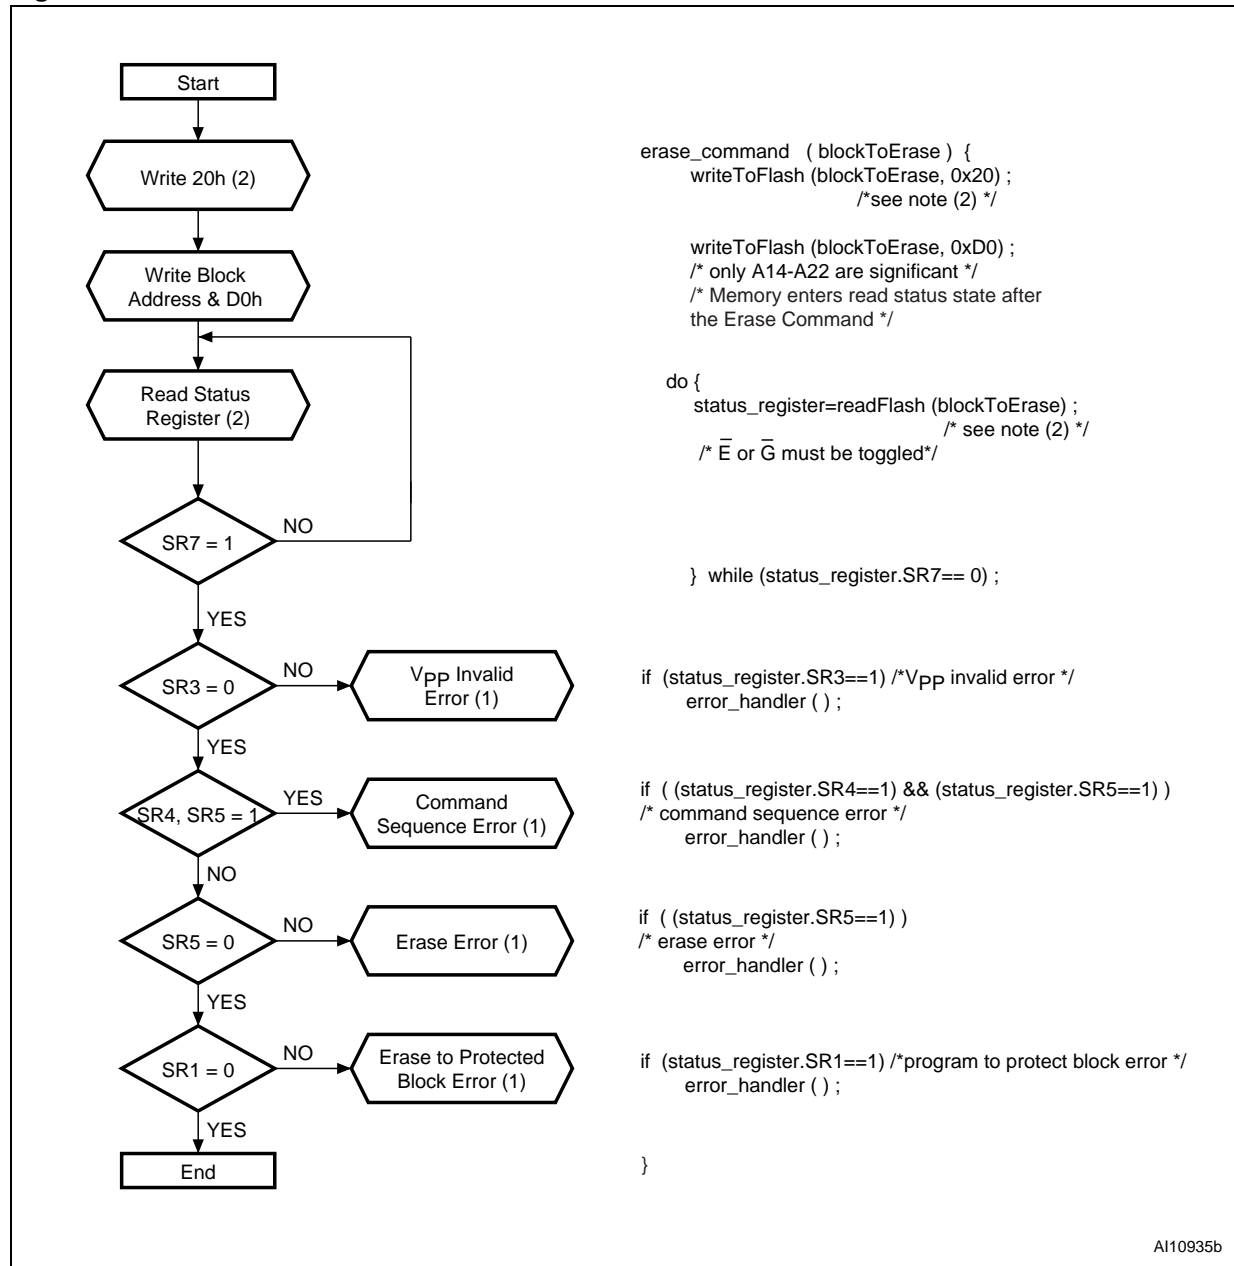 Start
Write 20h (2)
Write Block
Address & D0h
Read Status
Register (2)
SR7 = 1
NO
YES
SR3 = 0
NO
VPP Invalid
Error (1)
YES
SR4, SR5 = 1
YES
Command
Sequence Error (1)
NO
SR5 = 0
NO
Erase Error (1)
YES
SR1 = 0
NO
Erase to Protected
Block Error (1)
YES
End
erase_command ( blockToErase ) {
writeToFlash (blockToErase, 0x20) ;
/*see note (2) */
writeToFlash (blockToErase, 0xD0) ;
/* only A14-A22 are significant */
/* Memory enters read status state after
the Erase Command */
do {
status_register=readFlash (blockToErase) ;
/* see note (2) */
/* E̅ or G̅ must be toggled*/
} while (status_register.SR7== 0) ;
if (status_register.SR3==1) /*VPP invalid error */
error_handler ( ) ;
if ( (status_register.SR4==1) && (status_register.SR5==1) )
/* command sequence error */
error_handler ( ) ;
if ( (status_register.SR5==1) )
/* erase error */
error_handler ( ) ;
if (status_register.SR1==1) /*program to protect block error */
error_handler ( ) ;
}
AI10935b